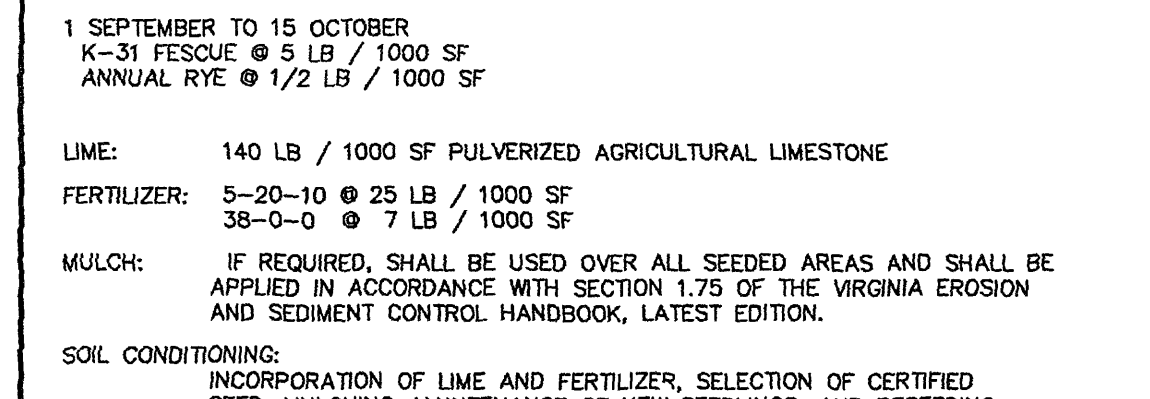 1 SEPTEMBER TO 15 OCTOBER
K-31 FESCUE @ 5 LB / 1000 SF
ANNUAL RYE @ 1/2 LB / 1000 SF
LIME: 140 LB / 1000 SF PULVERIZED AGRICULTURAL LIMESTONE
FERTILIZER: 5-20-10 @ 25 LB / 1000 SF
38-0-0 @ 7 LB / 1000 SF
MULCH: IF REQUIRED, SHALL BE USED OVER ALL SEEDED AREAS AND SHALL BE
APPLIED IN ACCORDANCE WITH SECTION 1.75 OF THE VIRGINIA EROSION
AND SEDIMENT CONTROL HANDBOOK, LATEST EDITION.
SOIL CONDITIONING:
INCORPORATION OF LIME AND FERTILIZER, SELECTION OF CERTIFIED